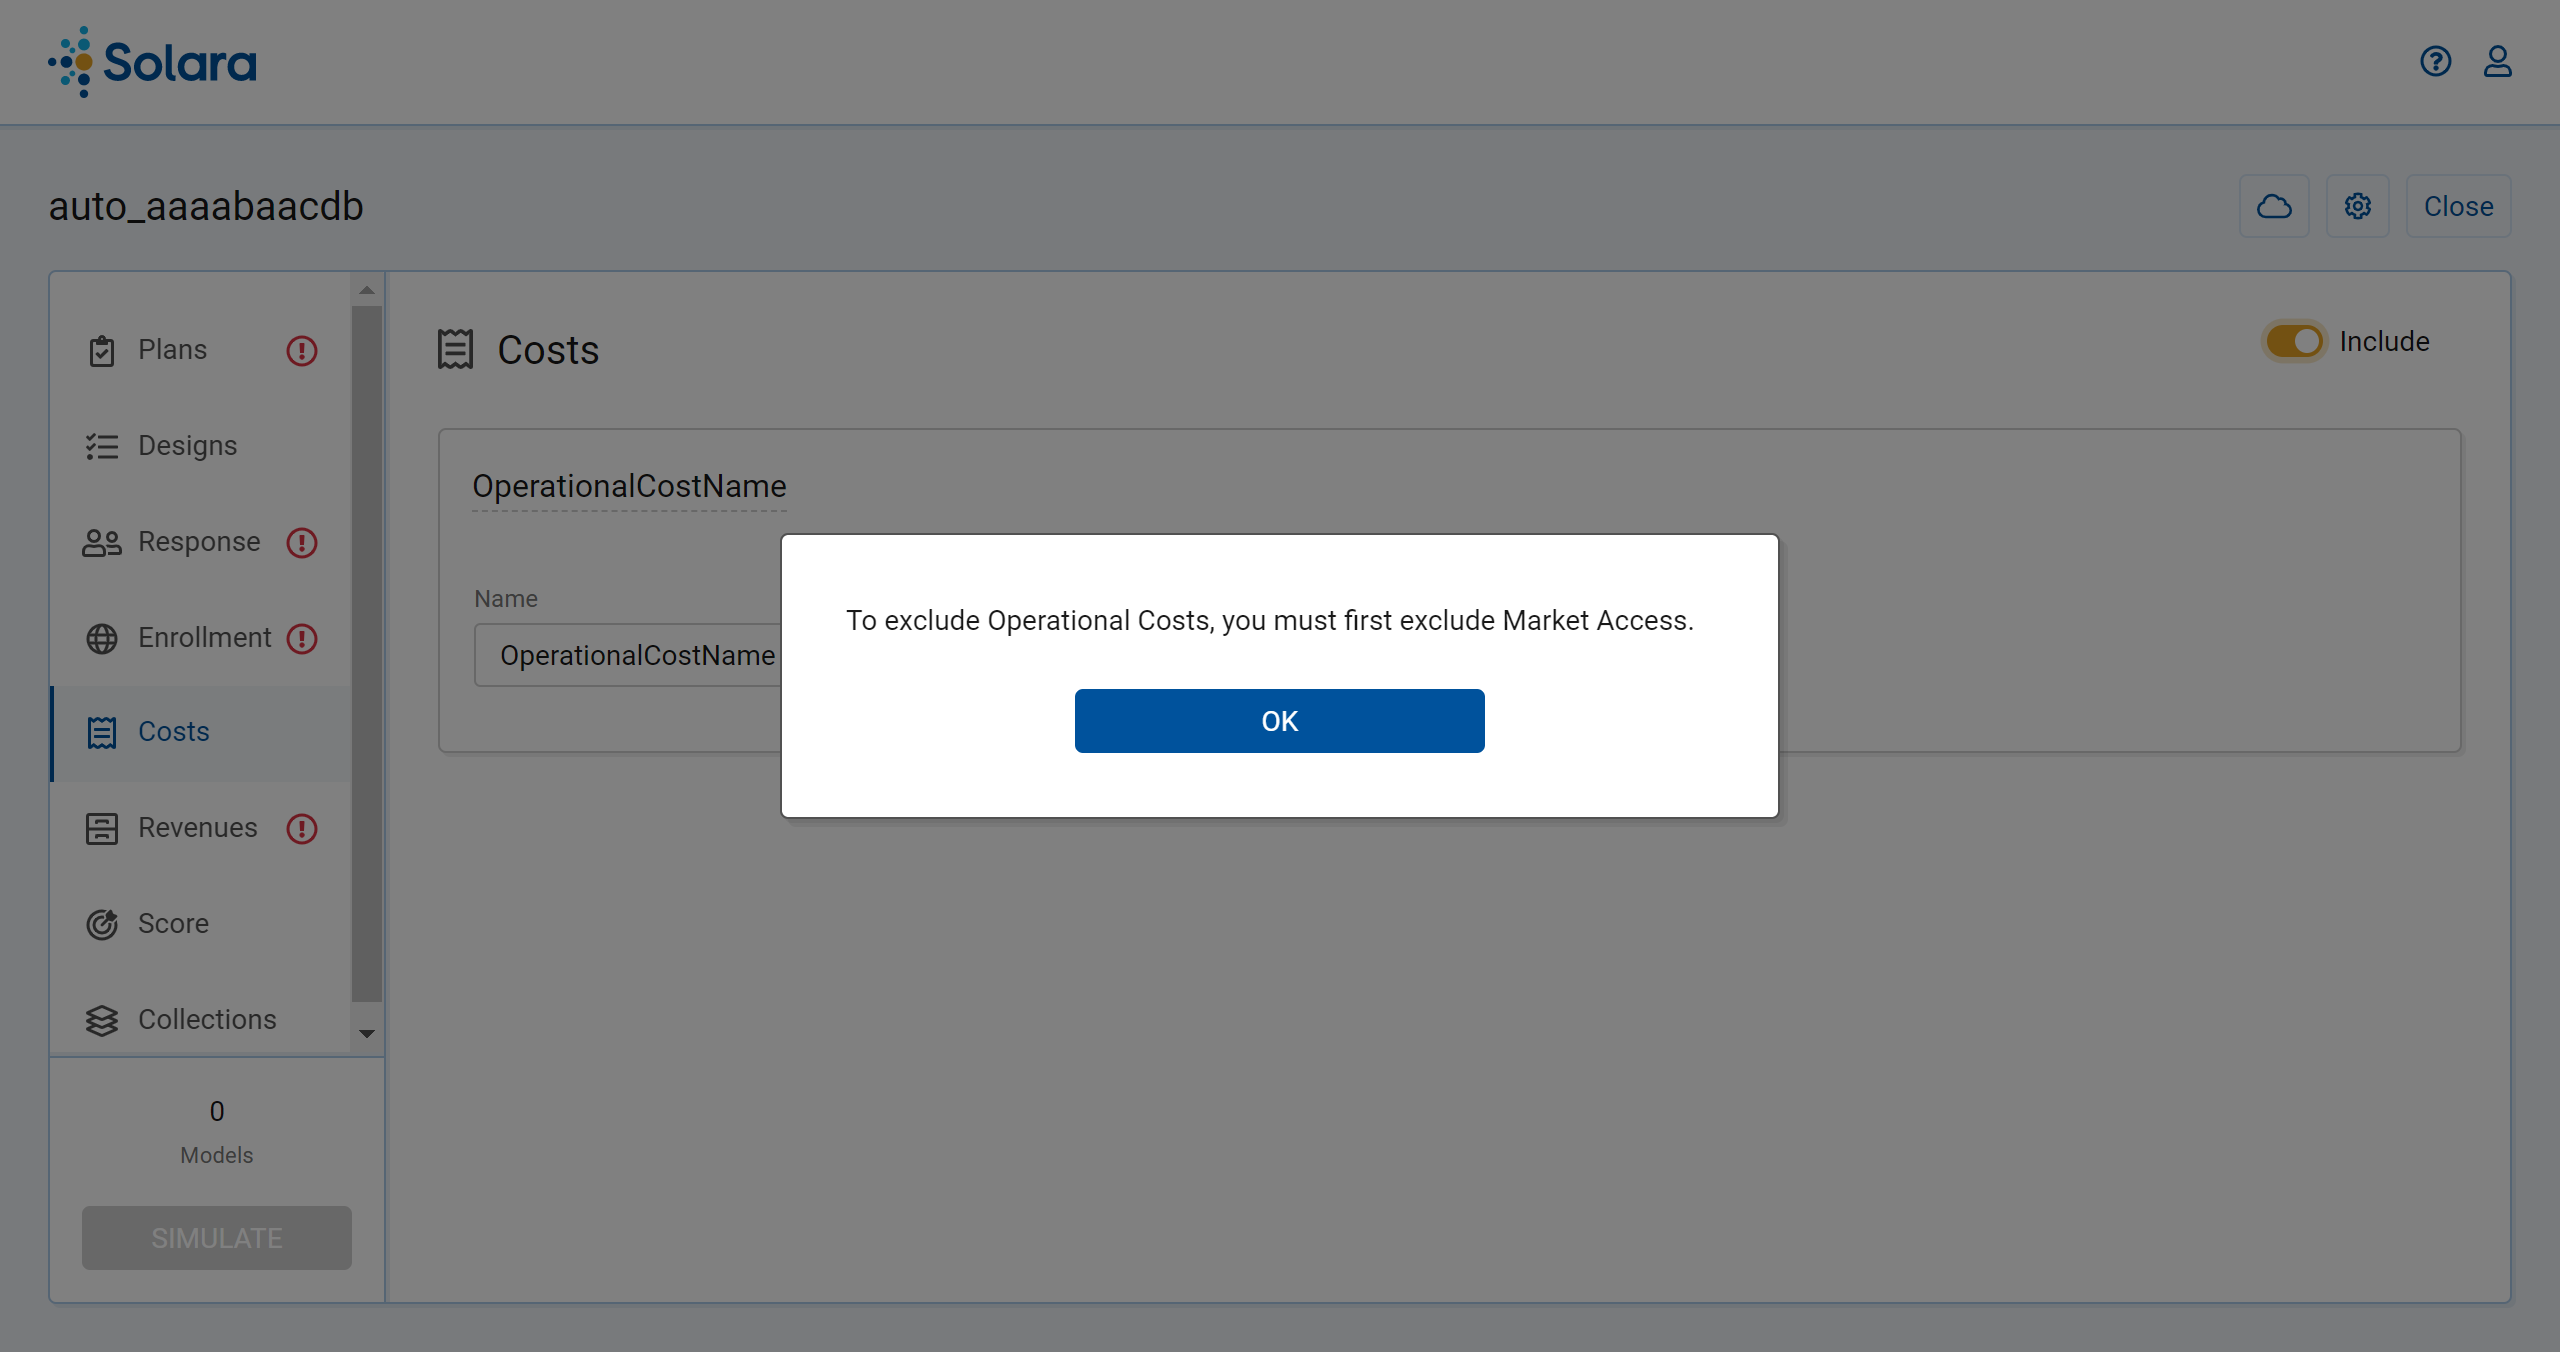 Solara
auto_aaaabaacdb
Close
Plans
Designs
Response
Enrollment
Costs
Revenues
Score
Collections
0
Models
SIMULATE
Costs
Include
OperationalCostName
Name
OperationalCostName
To exclude Operational Costs, you must first exclude Market Access.
OK